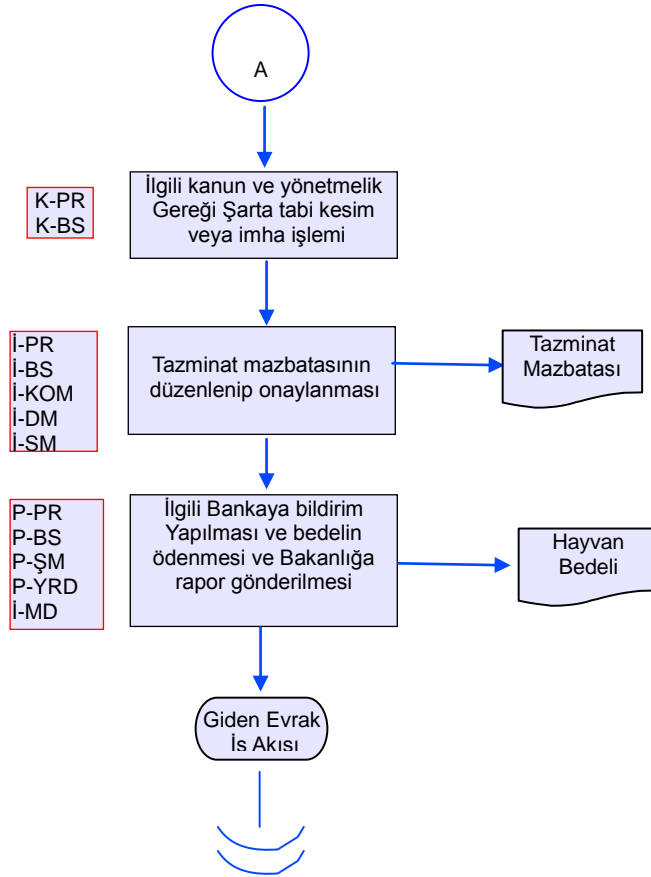 A
K-PR
K-BS
İlgili kanun ve yönetmelik
Gereği Şarta tabi kesim
veya imha işlemi
İ-PR
İ-BS
İ-KOM
İ-DM
İ-SM
Tazminat mazbatasının
düzenlenip onaylanması
Tazminat
Mazbatası
P-PR
P-BS
P-ŞM
P-YRD
İ-MD
İlgili Bankaya bildirim
Yapılması ve bedelin
ödenmesi ve Bakanlığa
rapor gönderilmesi
Hayvan
Bedeli
Giden Evrak
İş Akışı